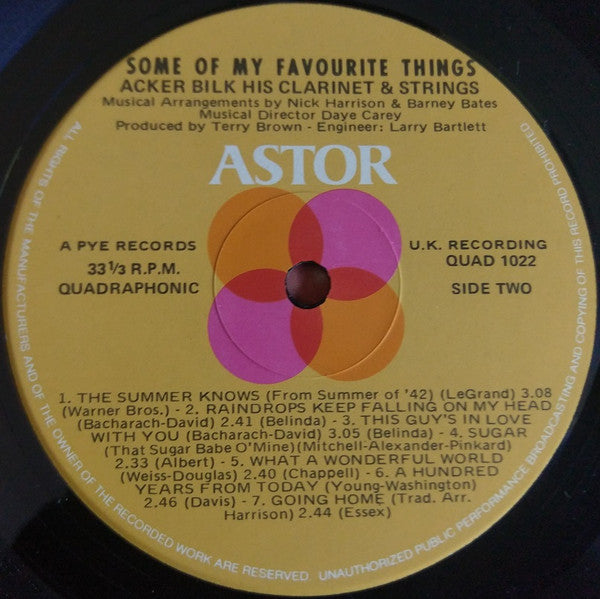 SOME OF MY FAVOURITE THINGS
ACKER BILK HIS CLARINET & STRINGS
Musical Arrangements by Nick Harrison & Barney Bates
Musical Director Daye Carey
Produced by Terry Brown - Engineer: Larry Bartlett
ASTOR
A PYE RECORDS
33 1/3 R.P.M.
QUADRAPHONIC
U.K. RECORDING
QUAD 1022
SIDE TWO
1. THE SUMMER KNOWS (From Summer of '42) (LeGrand) 3.08
(Warner Bros.) - 2. RAINDROPS KEEP FALLING ON MY HEAD
(Bacharach-David) 2.41 (Belinda) - 3. THIS GUY'S IN LOVE
WITH YOU (Bacharach-David) 3.05 (Belinda) - 4. SUGAR
(That Sugar Babe O'Mine)(Mitchell-Alexander-Pinkard)
2.33 (Albert) - 5. WHAT A WONDERFUL WORLD
(Weiss-Douglas) 2.40 (Chappell) - 6. A HUNDRED
YEARS FROM TODAY (Young-Washington)
2.46 (Davis) - 7. GOING HOME (Trad. Arr.
Harrison) 2.44 (Essex)
ALL RIGHTS OF THE MANUFACTURERS AND OF THE OWNER OF THE RECORDED WORK ARE RESERVED. UNAUTHORIZED PUBLIC PERFORMANCE BROADCASTING AND COPYING OF THIS RECORD PROHIBITED